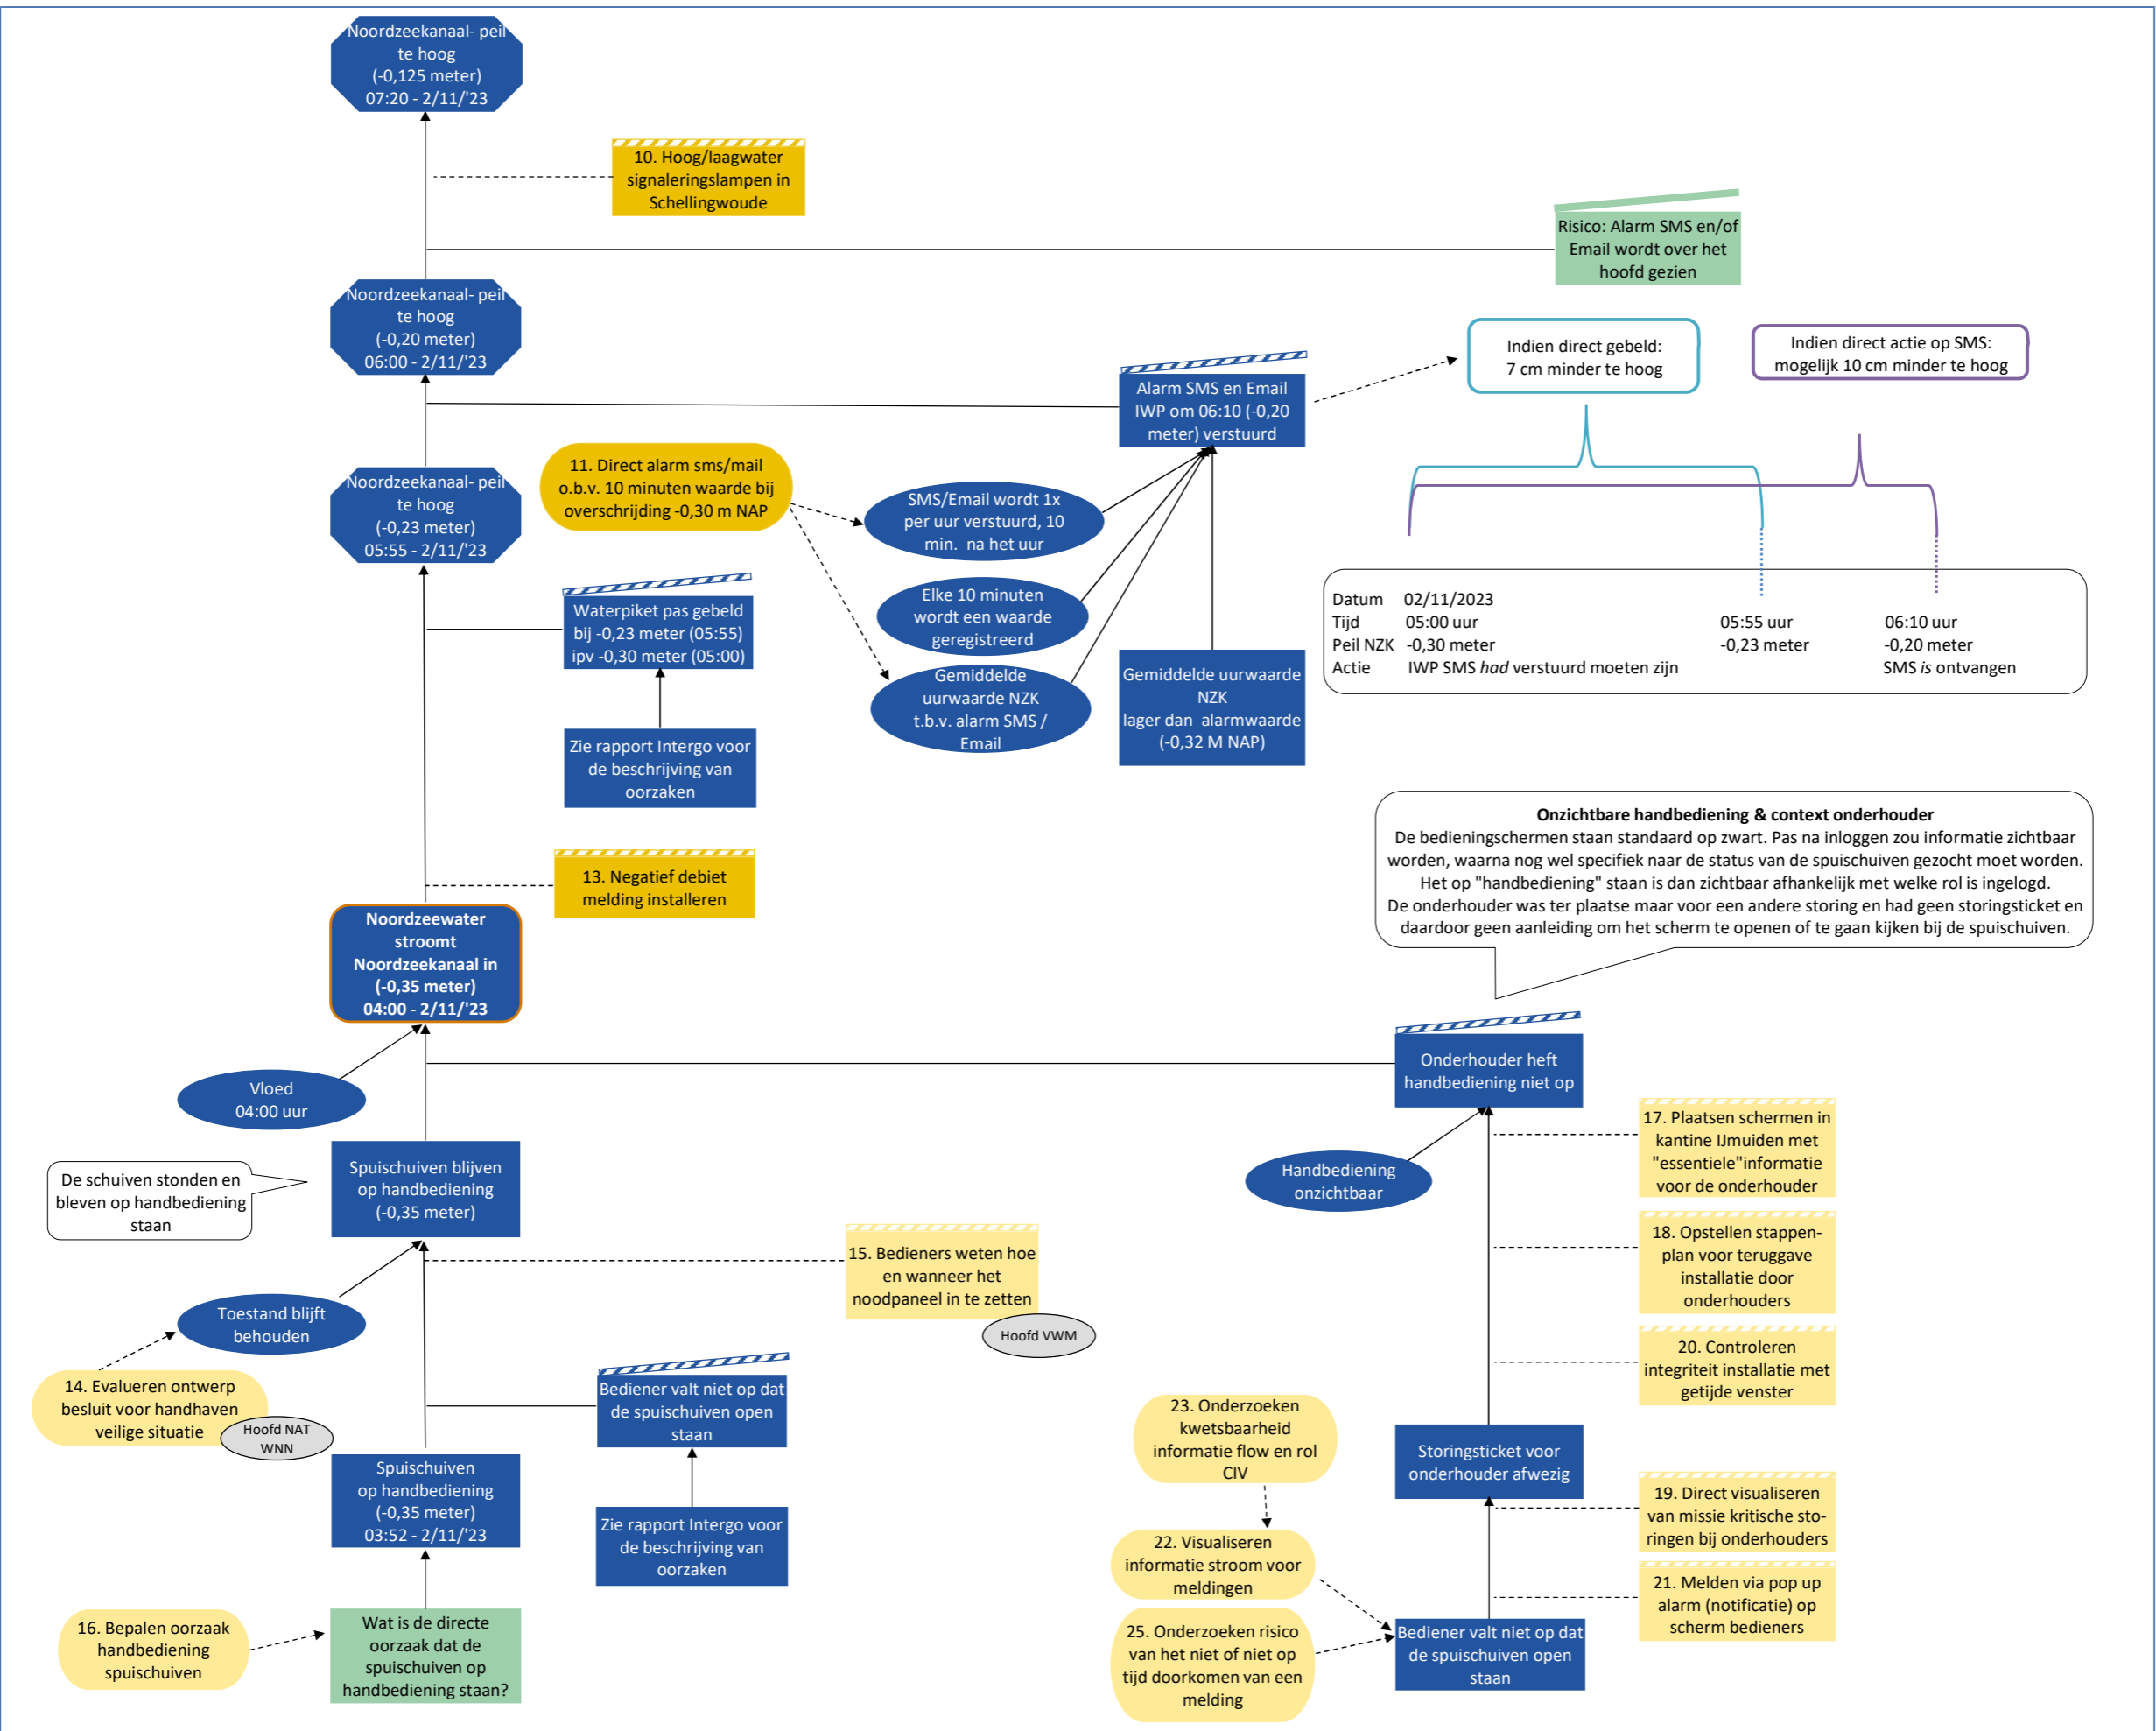 Noordzeekanaal- peil
te hoog
(-0,125 meter)
07:20 - 2/11/'23
10. Hoog/laagwater
signaleringslampen in
Schellingwoude
Risico: Alarm SMS en/of
Email wordt over het
hoofd gezien
Noordzeekanaal- peil
te hoog
(-0,20 meter)
06:00 - 2/11/'23
Alarm SMS en Email
IWP om 06:10 (-0,20
meter) verstuurd
Indien direct gebeld:
7 cm minder te hoog
Indien direct actie op SMS:
mogelijk 10 cm minder te hoog
Noordzeekanaal- peil
te hoog
(-0,23 meter)
05:55 - 2/11/'23
11. Direct alarm sms/mail
o.b.v. 10 minuten waarde bij
overschrijding -0,30 m NAP
SMS/Email wordt 1x
per uur verstuurd, 10
min.  na het uur
Elke 10 minuten
wordt een waarde
geregistreerd
Gemiddelde
uurwaarde NZK
t.b.v. alarm SMS /
Email
Gemiddelde uurwaarde
NZK
lager dan  alarmwaarde
(-0,32 M NAP)
Datum 02/11/2023
Tijd 05:00 uur 05:55 uur 06:10 uur
Peil NZK -0,30 meter -0,23 meter -0,20 meter
Actie IWP SMS had verstuurd moeten zijn SMS is ontvangen
Waterpiket pas gebeld
bij -0,23 meter (05:55)
ipv -0,30 meter (05:00)
Zie rapport Intergo voor
de beschrijving van
oorzaken
13. Negatief debiet
melding installeren
Onzichtbare handbediening & context onderhouder
De bedieningschermen staan standaard op zwart. Pas na inloggen zou informatie zichtbaar
worden, waarna nog wel specifiek naar de status van de spuischuiven gezocht moet worden.
Het op "handbediening" staan is dan zichtbaar afhankelijk met welke rol is ingelogd.
De onderhouder was ter plaatse maar voor een andere storing en had geen storingsticket en
daardoor geen aanleiding om het scherm te openen of te gaan kijken bij de spuischuiven.
Noordzeewater
stroomt
Noordzeekanaal in
(-0,35 meter)
04:00 - 2/11/'23
Vloed
04:00 uur
Onderhouder heft
handbediening niet op
Handbediening
onzichtbaar
17. Plaatsen schermen in
kantine IJmuiden met
"essentiele"informatie
voor de onderhouder
18. Opstellen stappen-
plan voor teruggave
installatie door
onderhouders
20. Controleren
integriteit installatie met
getijde venster
De schuiven stonden en
bleven op handbediening
staan
Spuischuiven blijven
op handbediening
(-0,35 meter)
15. Bedieners weten hoe
en wanneer het
noodpaneel in te zetten
Hoofd VWM
Toestand blijft
behouden
14. Evalueren ontwerp
besluit voor handhaven
veilige situatie
Hoofd NAT
WNN
Bediener valt niet op dat
de spuischuiven open
staan
Zie rapport Intergo voor
de beschrijving van
oorzaken
Spuischuiven
op handbediening
(-0,35 meter)
03:52 - 2/11/'23
16. Bepalen oorzaak
handbediening
spuischuiven
Wat is de directe
oorzaak dat de
spuischuiven op
handbediening staan?
23. Onderzoeken
kwetsbaarheid
informatie flow en rol
CIV
22. Visualiseren
informatie stroom voor
meldingen
25. Onderzoeken risico
van het niet of niet op
tijd doorkomen van een
melding
Storingsticket voor
onderhouder afwezig
19. Direct visualiseren
van missie kritische sto-
ringen bij onderhouders
21. Melden via pop up
alarm (notificatie) op
scherm bedieners
Bediener valt niet op dat
de spuischuiven open
staan